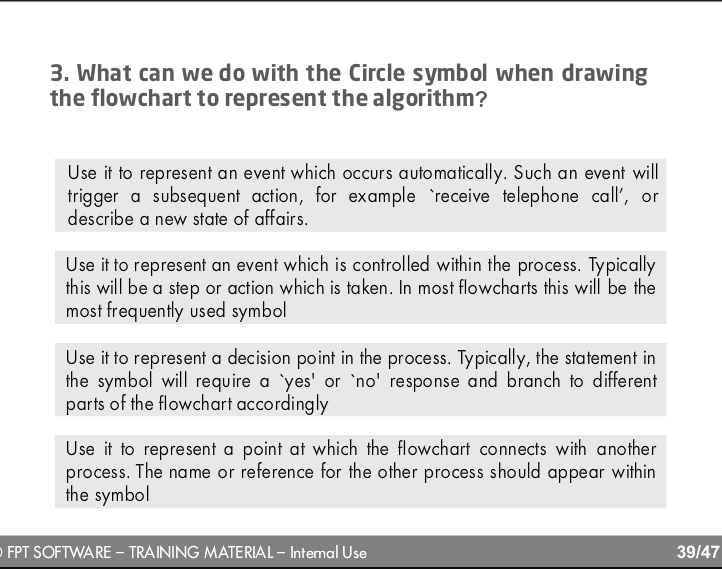 3. What can we do with the Circle symbol when drawing
the flowchart to represent the algorithm?
Use it to represent an event which occurs automatically. Such an event will
trigger a subsequent action, for example `receive telephone call’, or
describe a new state of affairs.
Use it to represent an event which is controlled within the process. Typically
this will be a step or action which is taken. In most flowcharts this will be the
most frequently used symbol
Use it to represent a decision point in the process. Typically, the statement in
the symbol will require a `yes' or `no' response and branch to different
parts of the flowchart accordingly
Use it to represent a point at which the flowchart connects with another
process. The name or reference for the other process should appear within
the symbol
© FPT SOFTWARE – TRAINING MATERIAL – Internal Use
39/47